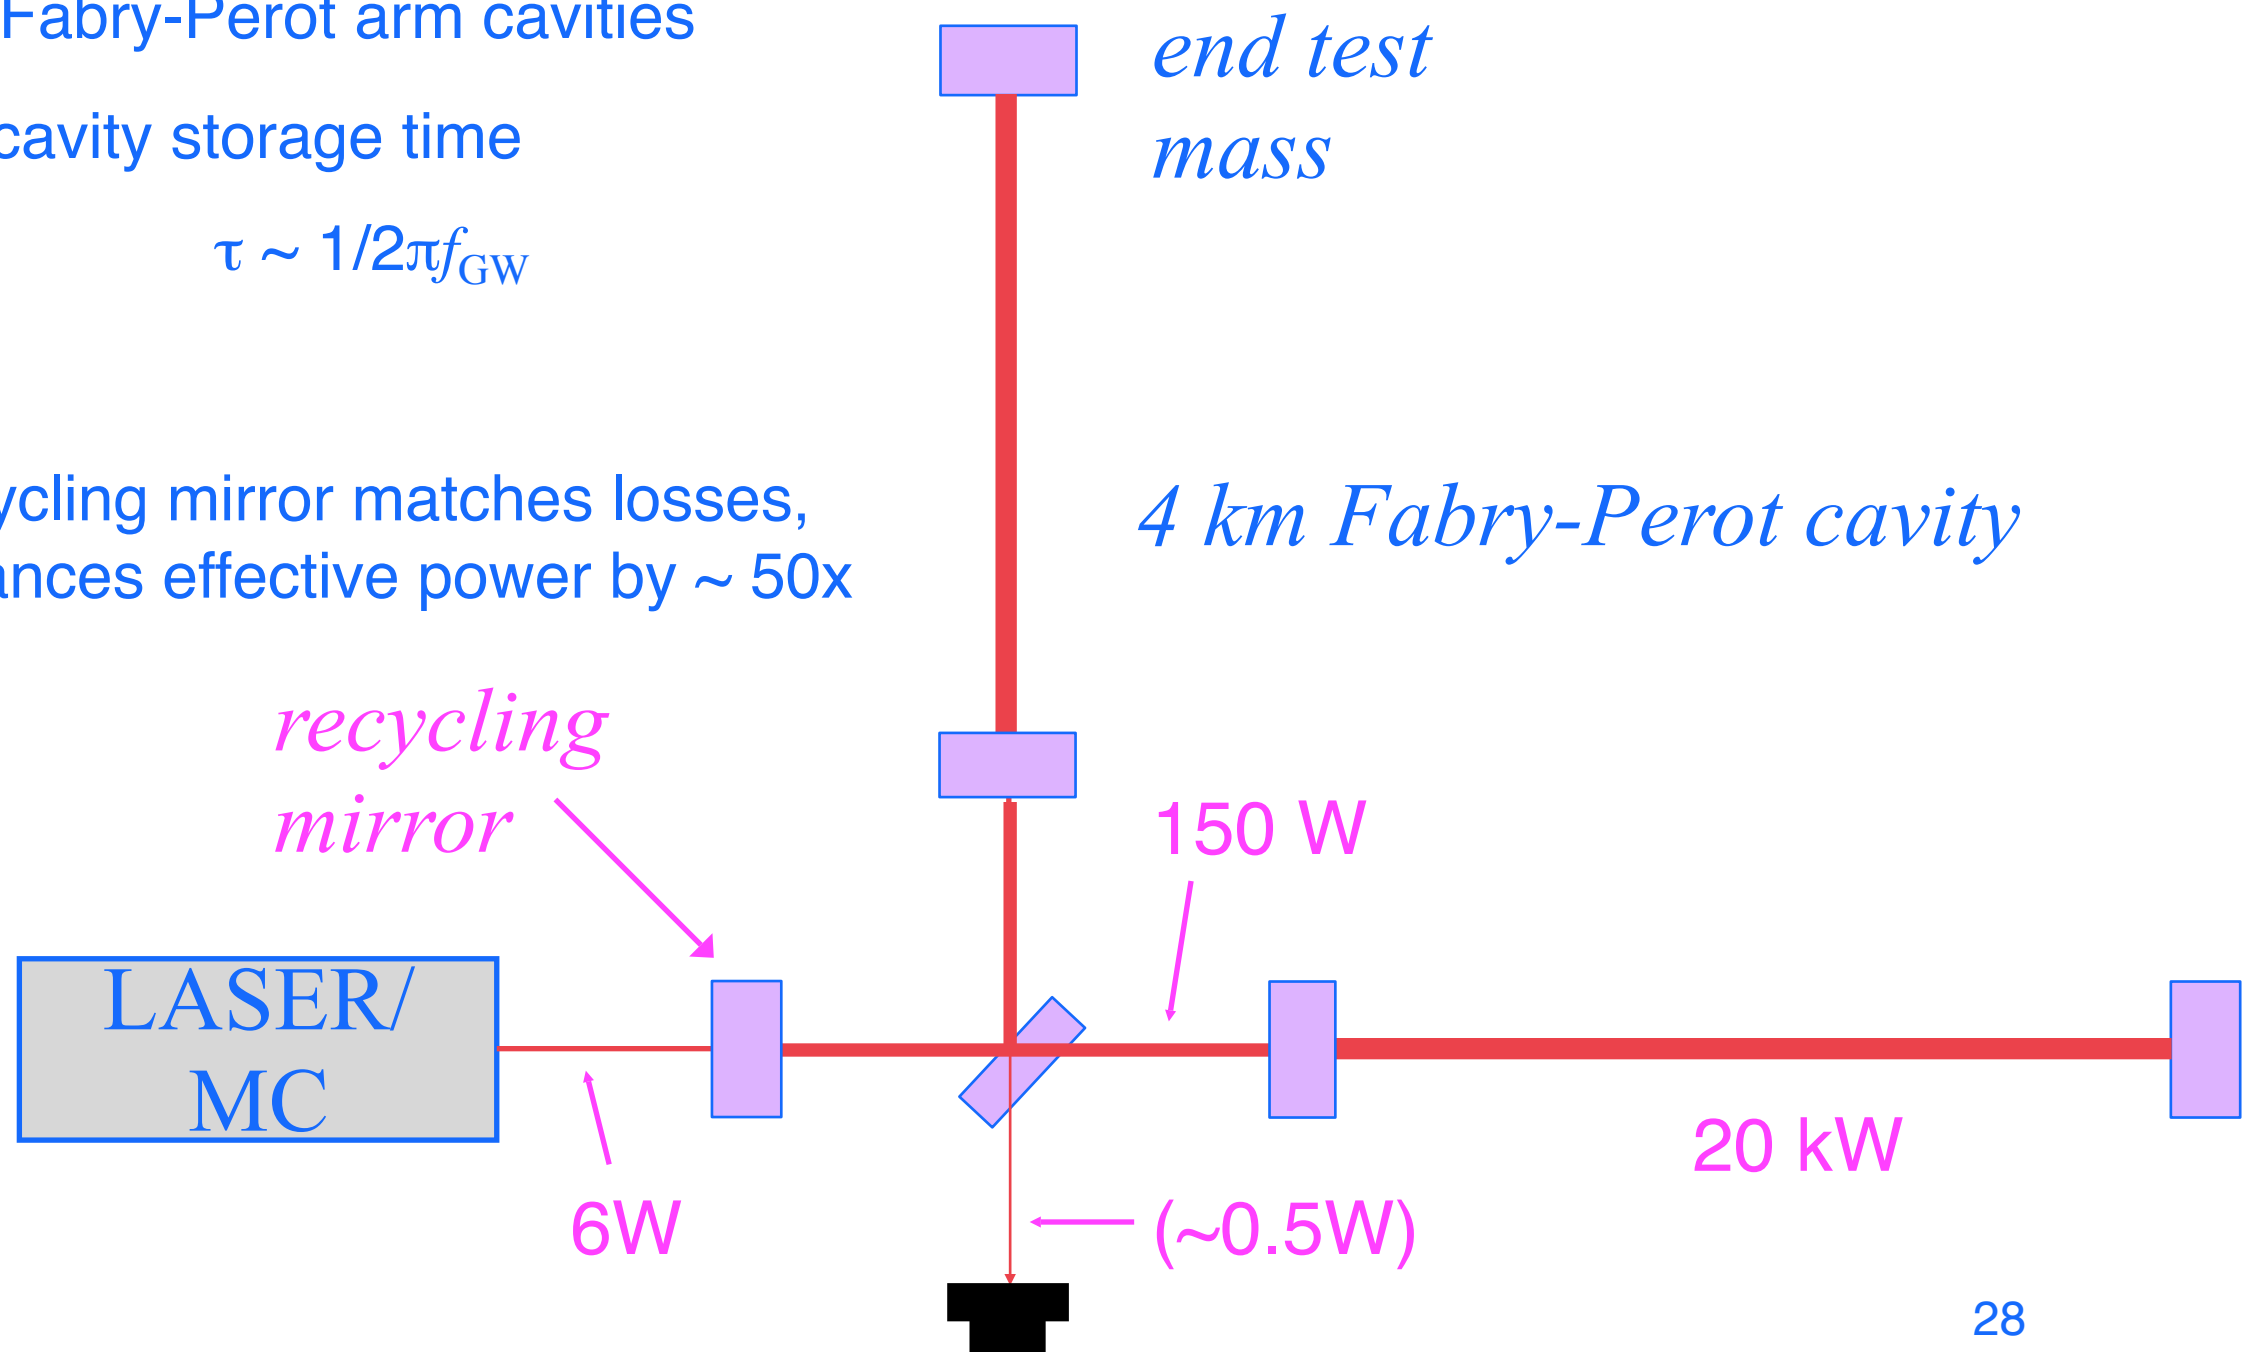 Fabry-Perot arm cavities
cavity storage time
τ ~ 1/2πf_GW
ycling mirror matches losses,
ances effective power by ~ 50x
end test
mass
4 km Fabry-Perot cavity
recycling
mirror
150 W
LASER/
MC
20 kW
6W
(~0.5W)
28